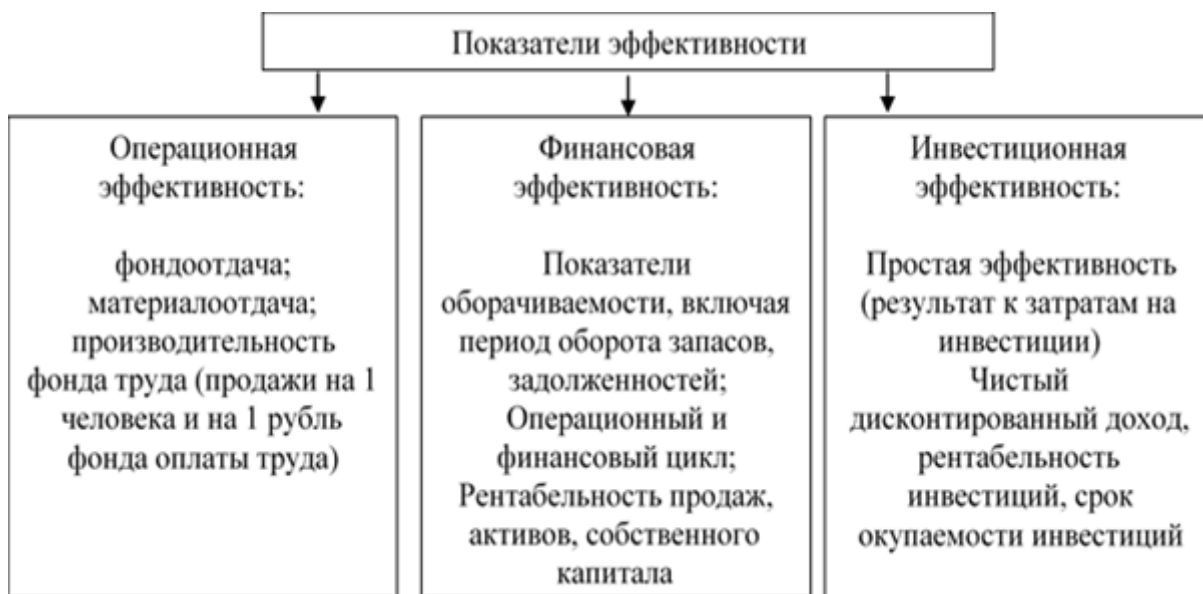 Показатели эффективности
Операционная
эффективность:
фондоотдача;
материалоотдача;
производительность
фонда труда (продажи на 1
человека и на 1 рубль
фонда оплаты труда)
Финансовая
эффективность:
Показатели
оборачиваемости, включая
период оборота запасов,
задолженностей;
Операционный и
финансовый цикл;
Рентабельность продаж,
активов, собственного
капитала
Инвестиционная
эффективность:
Простая эффективность
(результат к затратам на
инвестиции)
Чистый
дисконтированный доход,
рентабельность
инвестиций, срок
окупаемости инвестиций